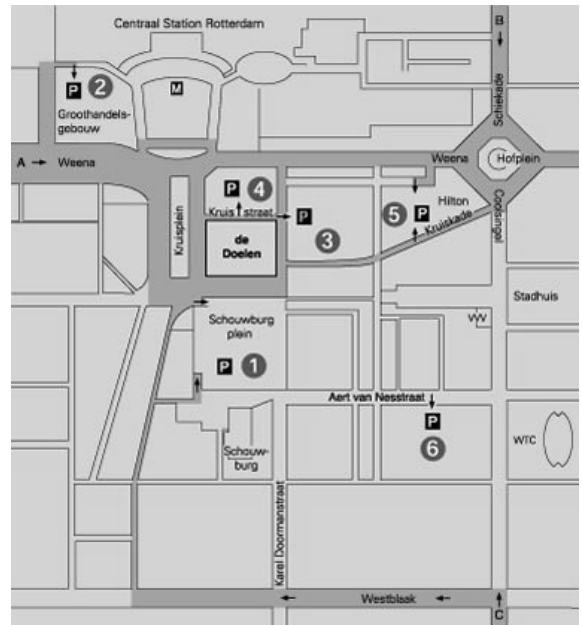 Centraal Station Rotterdam
B
Schiekade
P 2
M
Groothandels-
gebouw
A
Weena
Weena
Hofplein
P 4
Kruis straat
P
3
5 P
Hilton
Kruiskade
Coolsingel
Kruisplein
de
Doelen
Stadhuis
VVV
Schouwburg
plein
P 1
Aert van Nesstraat
P
6
WTC
Schouw-
burg
Karel Doormanstraat
Westblaak
C